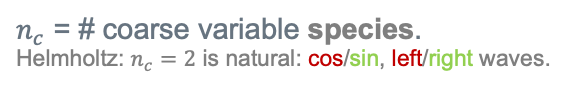 n_c = # coarse variable species.
Helmholtz: n_c = 2 is natural: cos/sin, left/right waves.